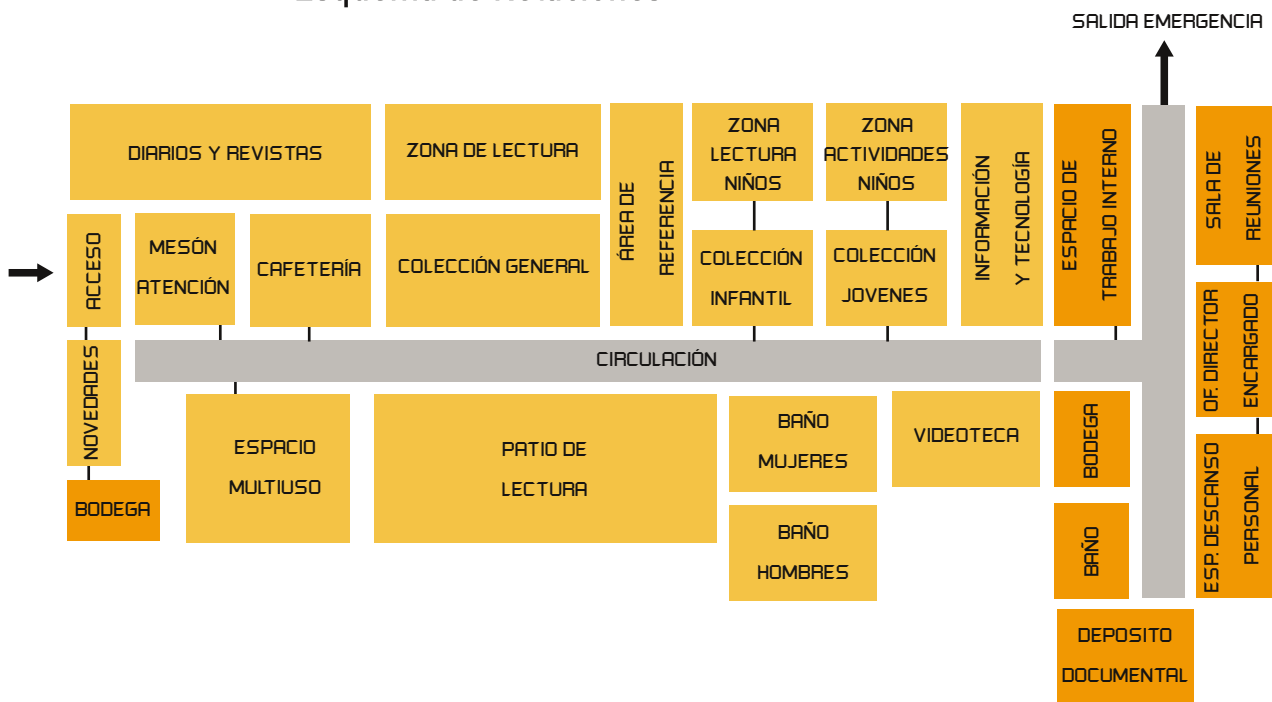 SALIDA EMERGENCIA
DIARIOS Y REVISTAS
ZONA DE LECTURA
ÁREA DE
REFERENCIA
ZONA
LECTURA
NIÑOS
ZONA
ACTIVIDADES
NIÑOS
INFORMACIÓN
Y TECNOLOGÍA
ESPACIO DE
TRABAJO INTERNO
SALA DE
REUNIONES
ACCESO
MESÓN
ATENCIÓN
CAFETERÍA
COLECCIÓN GENERAL
COLECCIÓN
INFANTIL
COLECCIÓN
JOVENES
OF. DIRECTOR
ENCARGADO
NOVEDADES
CIRCULACIÓN
ESPACIO
MULTIUSO
PATIO DE
LECTURA
BAÑO
MUJERES
VIDEOTECA
BODEGA
ESP. DESCANSO
PERSONAL
BODEGA
BAÑO
HOMBRES
BAÑO
DEPOSITO
DOCUMENTAL